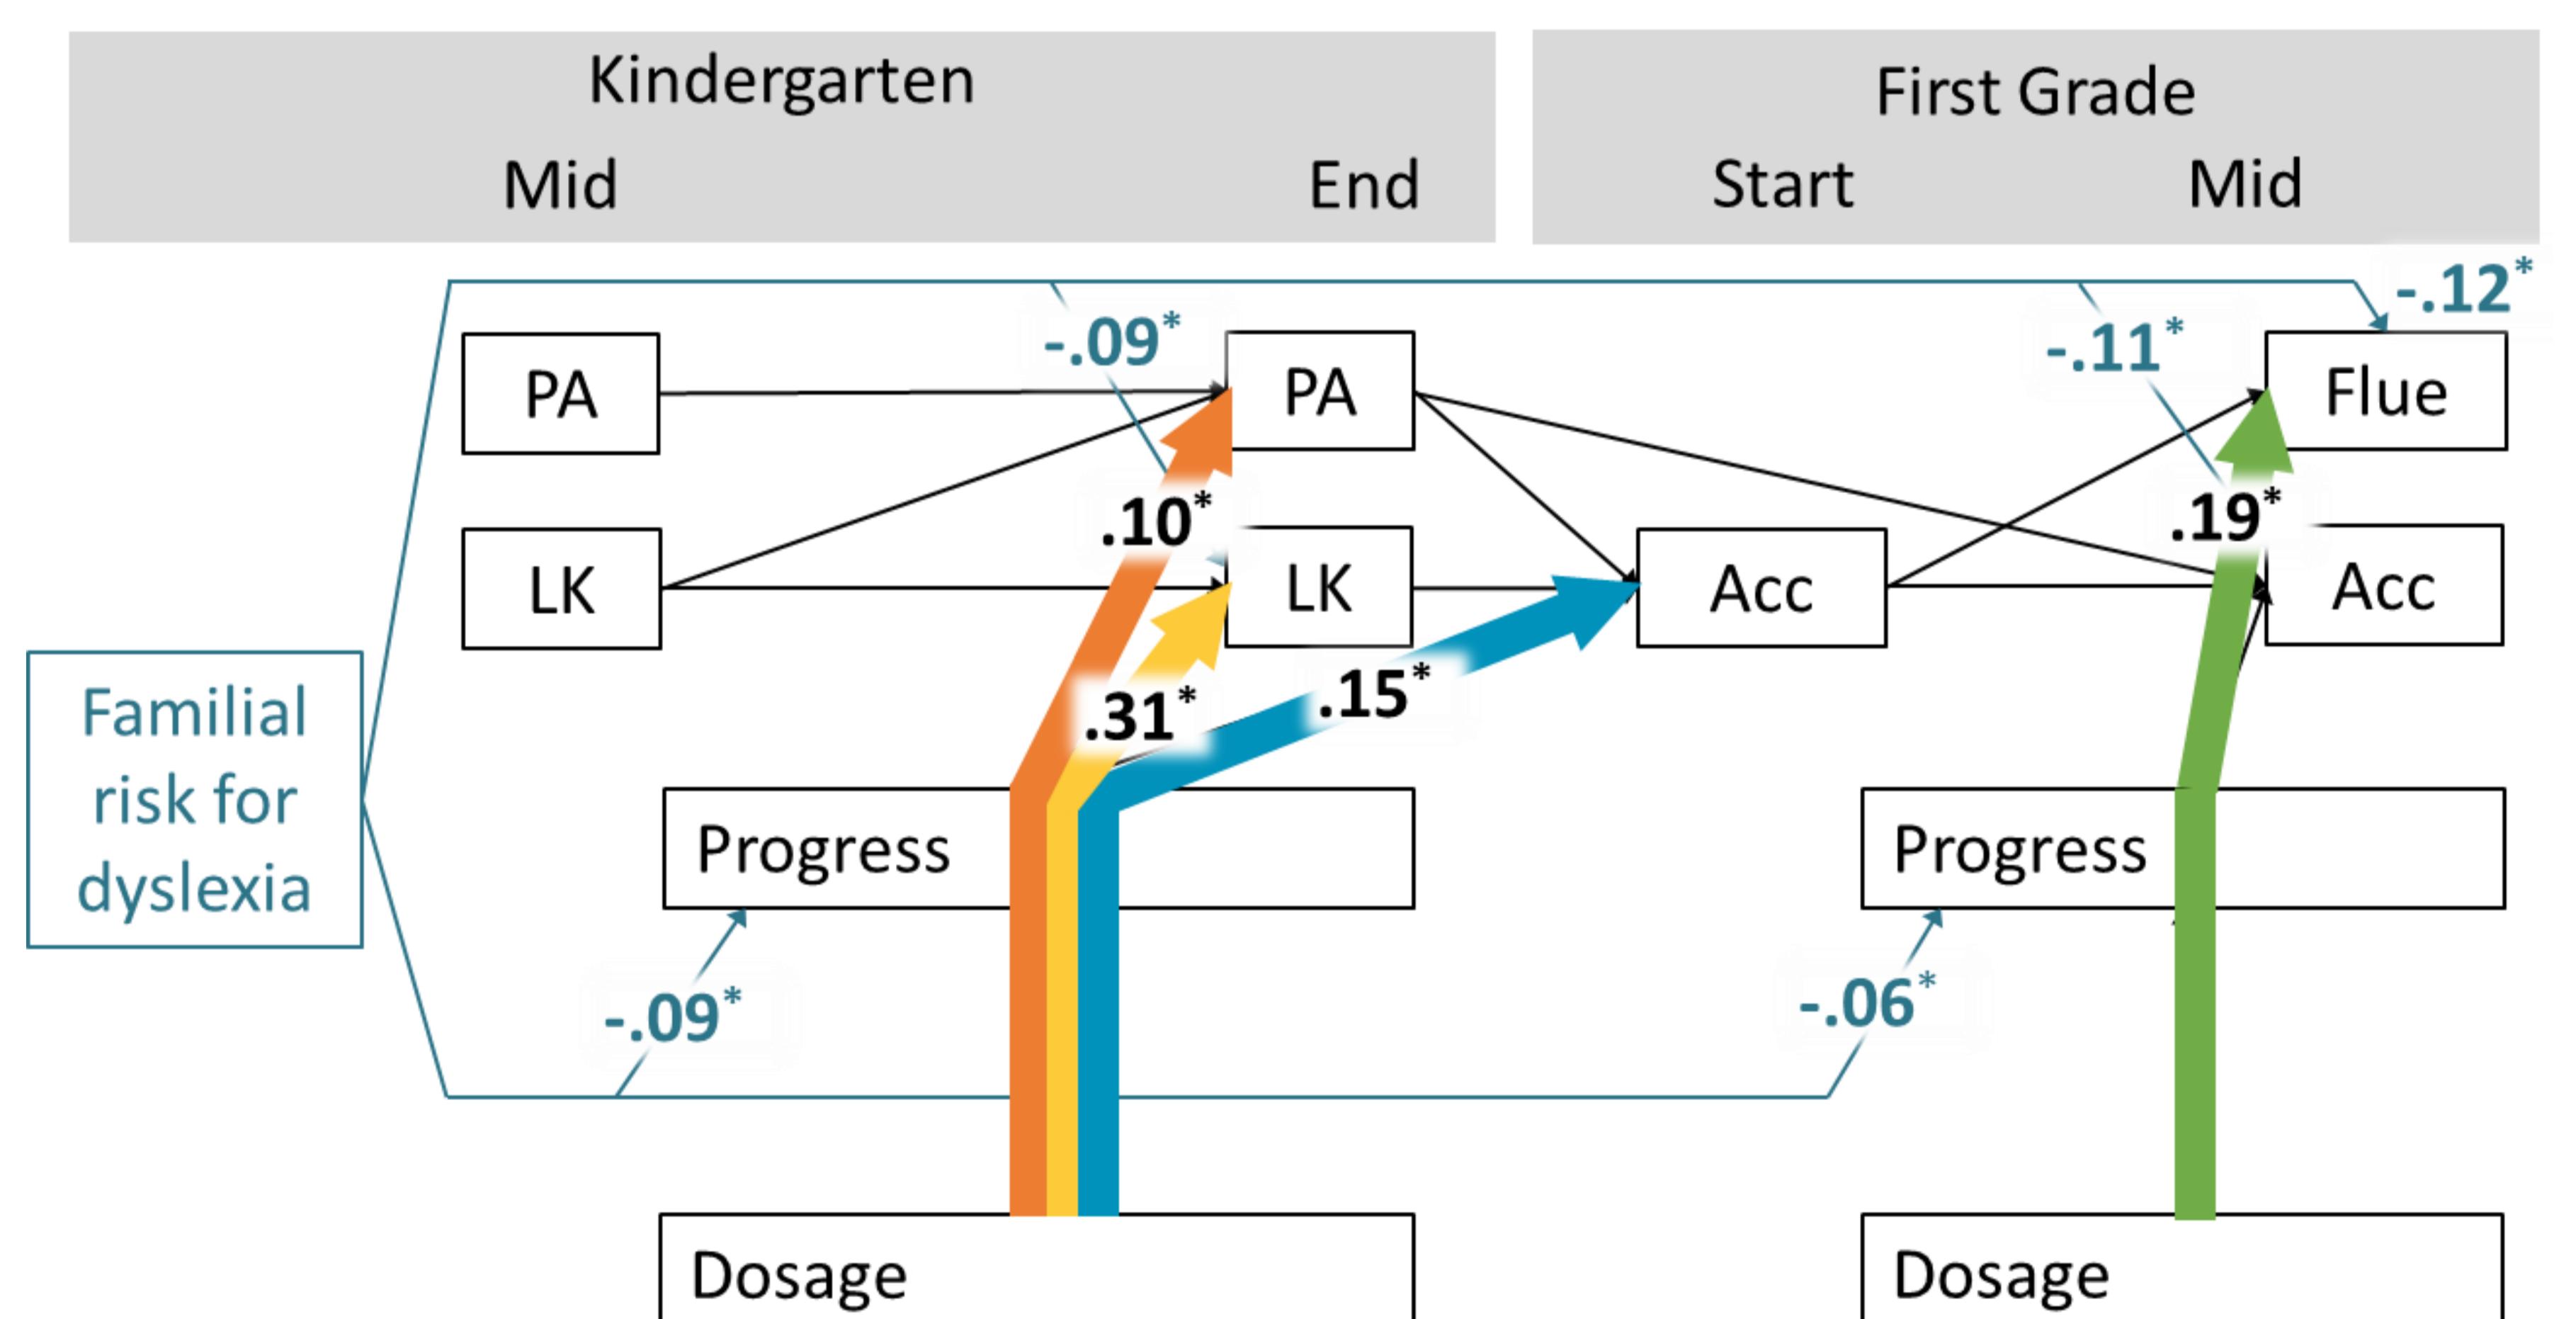 Kindergarten
First Grade
Mid
End
Start
Mid
-.12*
-.09*
-.11*
PA
PA
Flue
.10*
.19*
LK
LK
Acc
Acc
.31*
.15*
Familial
risk for
dyslexia
Progress
Progress
-.09*
-.06*
Dosage
Dosage